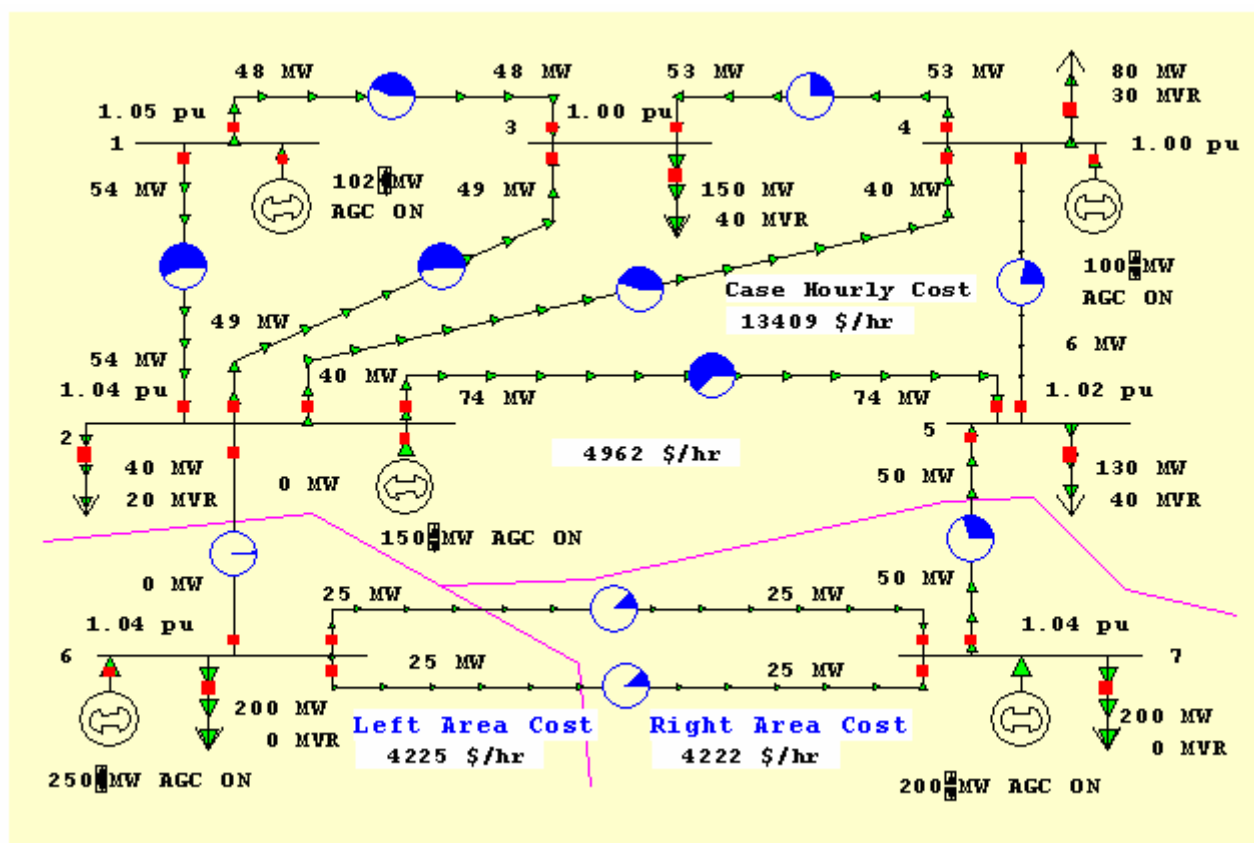 48 MW
48 MW
53 MW
53 MW
80 MW
30 MVR
1.05 pu
3
1.00 pu
4
1
1.00 pu
54 MW
102 MW
AGC ON
49 MW
150 MW
40 MVR
40 MW
100 MW
AGC ON
Case Hourly Cost
13409 $/hr
49 MW
6 MW
54 MW
1.04 pu
40 MW
74 MW
74 MW
1.02 pu
2
5
4962 $/hr
40 MW
20 MVR
0 MW
50 MW
130 MW
40 MVR
150 MW AGC ON
0 MW
25 MW
25 MW
50 MW
1.04 pu
1.04 pu
6
25 MW
25 MW
7
200 MW
0 MVR
Left Area Cost
4225 $/hr
Right Area Cost
4222 $/hr
200 MW
0 MVR
250 MW AGC ON
200 MW AGC ON